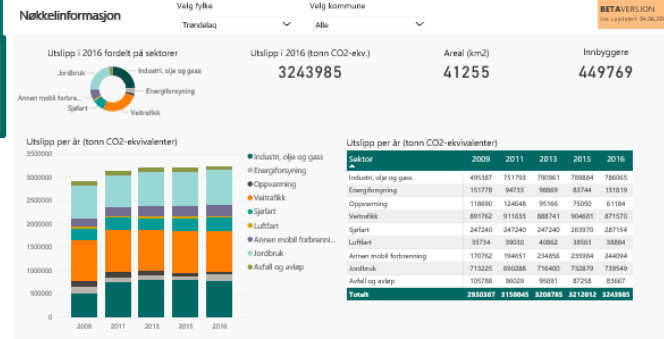 Nøkkelinformasjon
Velg fylke
Trøndelag
Velg kommune
Alle
BETAVERSJON
Sist oppdatert 04.06.201
Utslipp i 2016 fordelt på sektorer
Industri, olje og gass
Energiforsyning
Veitrafikk
Sjøfart
Annen mobil forbre...
Jordbruk
Utslipp i 2016 (tonn CO2-ekv.)
3243985
Areal (km2)
41255
Innbyggere
449769
Utslipp per år (tonn CO2-ekvivalenter)
3500000
3000000
2500000
2000000
1500000
1000000
500000
0
2009 2011 2013 2015 2016
Industri, olje og gass
Energiforsyning
Oppvarming
Veitrafikk
Sjøfart
Luftfart
Annen mobil forbrenni...
Jordbruk
Avfall og avløp
Utslipp per år (tonn CO2-ekvivalenter)
Sektor 2009 2011 2013 2015 2016
Industri, olje og gass 495387 751793 790961 789884 786065
Energiforsyning 151778 94733 98869 83744 131819
Oppvarming 118690 124648 95166 75050 61184
Veitrafikk 891762 911633 888741 904681 871570
Sjøfart 247240 247240 247240 263970 287154
Luftfart 35734 39030 40862 38563 38884
Annen mobil forbrenning 170762 194651 234856 235984 244094
Jordbruk 713225 690288 716400 732879 739549
Avfall og avløp 105788 96029 95691 87258 83667
Totalt 2930367 3150045 3208785 3212012 3243985